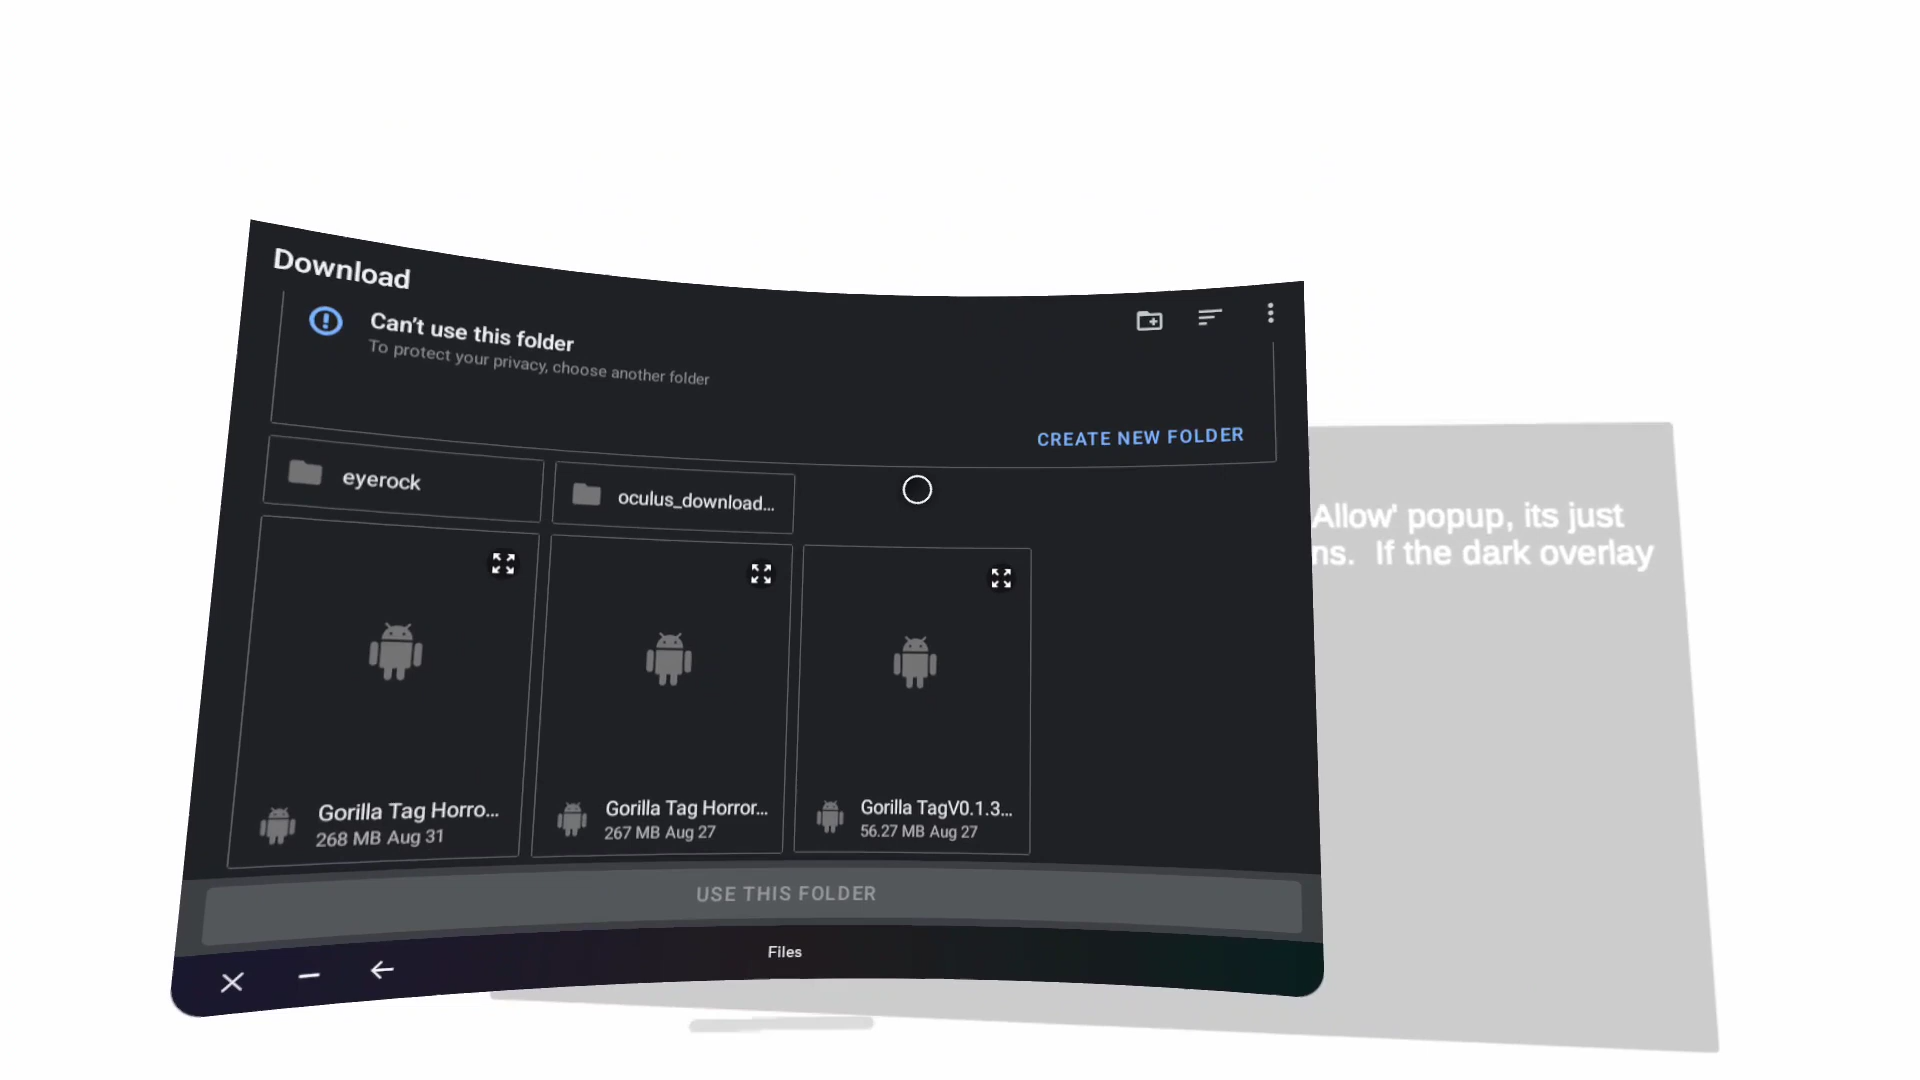 Download
Can't use this folder
To protect your privacy, choose another folder
CREATE NEW FOLDER
eyerock
oculus_download...
Allow' popup, its just
ns. If the dark overlay
Gorilla Tag Horro...
268 MB Aug 31
Gorilla Tag Horror...
267 MB Aug 27
Gorilla TagV0.1.3...
56.27 MB Aug 27
USE THIS FOLDER
Files